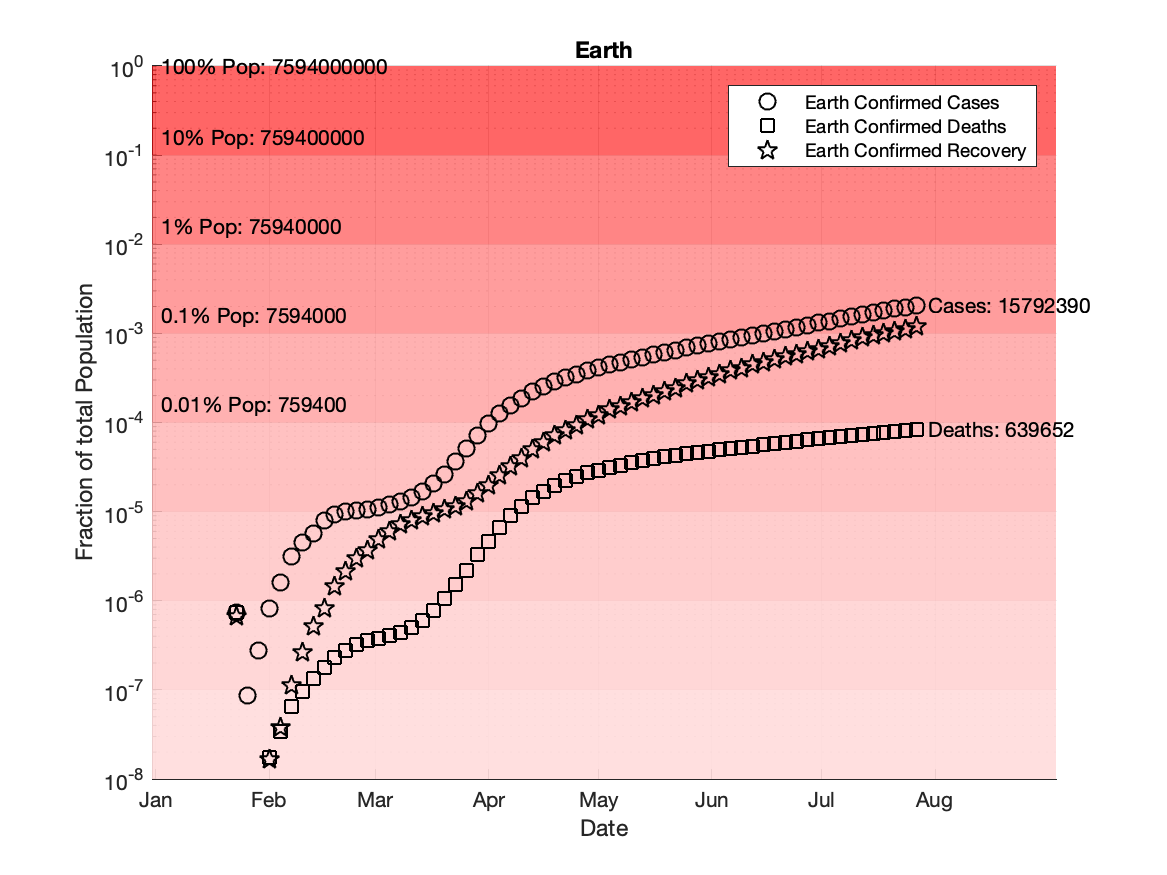 Earth
10^0
100% Pop: 7594000000
Earth Confirmed Cases
Earth Confirmed Deaths
Earth Confirmed Recovery
10% Pop: 759400000
10^-1
1% Pop: 75940000
10^-2
0.1% Pop: 7594000
10^-3
Cases: 15792390
0.01% Pop: 759400
10^-4
Deaths: 639652
10^-5
10^-6
10^-7
10^-8
Fraction of total Population
Jan Feb Mar Apr May Jun Jul Aug
Date